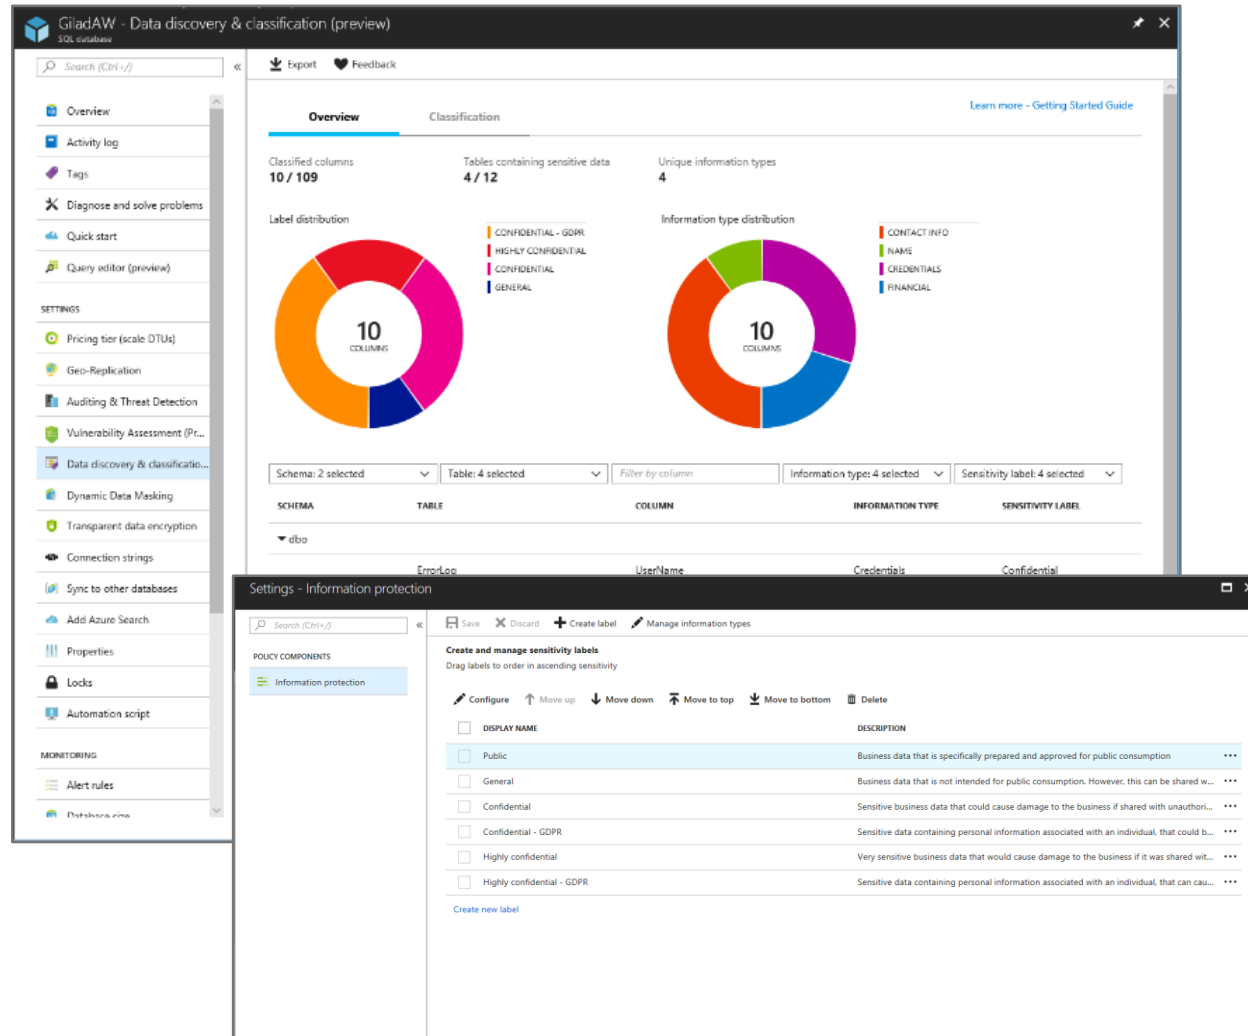 GiladAW - Data discovery & classification (preview)
SQL database
Search (Ctrl+/)
«
Export
Feedback
Overview
Activity log
Tags
Diagnose and solve problems
Quick start
Query editor (preview)
SETTINGS
Pricing tier (scale DTUs)
Geo-Replication
Auditing & Threat Detection
Vulnerability Assessment (Pr...
Data discovery & classificatio...
Dynamic Data Masking
Transparent data encryption
Connection strings
Sync to other databases
Add Azure Search
Properties
Locks
Automation script
MONITORING
Alert rules
Database size
Learn more - Getting Started Guide
Overview
Classification
Classified columns
10 / 109
Tables containing sensitive data
4 / 12
Unique information types
4
Label distribution
CONFIDENTIAL - GDPR
HIGHLY CONFIDENTIAL
CONFIDENTIAL
GENERAL
10
COLUMNS
Information type distribution
CONTACT INFO
NAME
CREDENTIALS
FINANCIAL
10
COLUMNS
Schema: 2 selected
Table: 4 selected
Filter by column
Information type: 4 selected
Sensitivity label: 4 selected
SCHEMA TABLE COLUMN INFORMATION TYPE SENSITIVITY LABEL
dbo
ErrorLog UserName Credentials Confidential
Settings - Information protection
Search (Ctrl+/)
«
POLICY COMPONENTS
Information protection
Save
Discard
Create label
Manage information types
Create and manage sensitivity labels
Drag labels to order in ascending sensitivity
Configure
Move up
Move down
Move to top
Move to bottom
Delete
DISPLAY NAME DESCRIPTION
Public Business data that is specifically prepared and approved for public consumption ...
General Business data that is not intended for public consumption. However, this can be shared w... ...
Confidential Sensitive business data that could cause damage to the business if shared with unauthori... ...
Confidential - GDPR Sensitive data containing personal information associated with an individual, that could b... ...
Highly confidential Very sensitive business data that would cause damage to the business if it was shared wit... ...
Highly confidential - GDPR Sensitive data containing personal information associated with an individual, that can cau... ...
Create new label